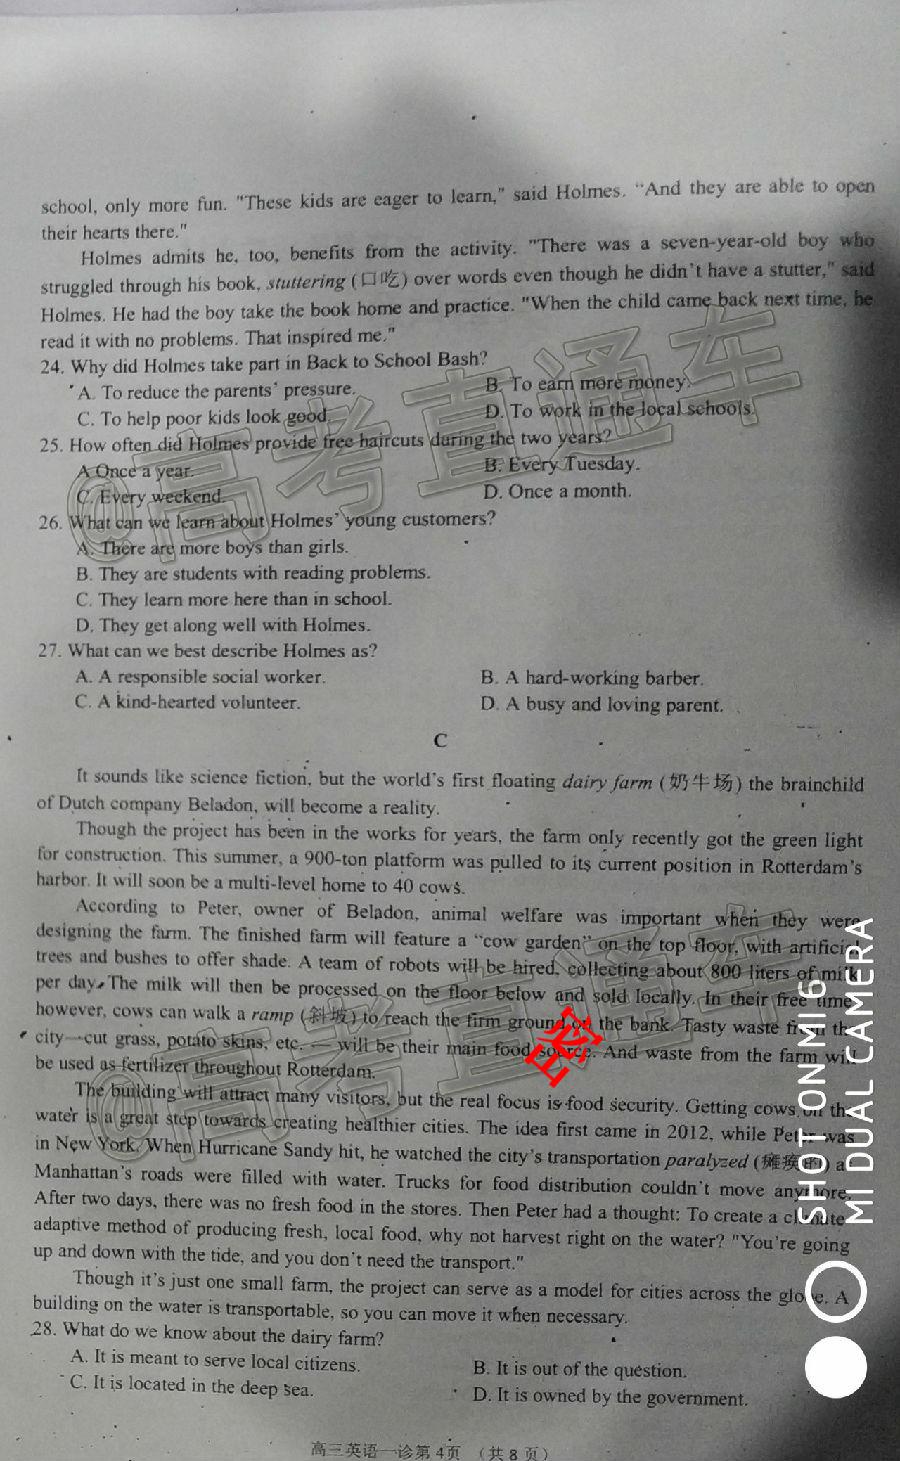 school, only more fun. "These kids are eager to learn," said Holmes. "And they are able to open
their hearts there."
Holmes admits he, too, benefits from the activity. "There was a seven-year-old boy who
struggled through his book, stuttering (口吃) over words even though he didn't have a stutter," said
Holmes. He had the boy take the book home and practice. "When the child came back next time, he
read it with no problems. That inspired me."
24. Why did Holmes take part in Back to School Bash?
A. To reduce the parents' pressure. B. To earn more money.
C. To help poor kids look good. D. To work in the local schools.
25. How often did Holmes provide free haircuts during the two years?
A Once a year. B. Every Tuesday.
C. Every weekend. D. Once a month.
26. What can we learn about Holmes' young customers?
A. There are more boys than girls.
B. They are students with reading problems.
C. They learn more here than in school.
D. They get along well with Holmes.
27. What can we best describe Holmes as?
A. A responsible social worker. B. A hard-working barber.
C. A kind-hearted volunteer. D. A busy and loving parent.
C
It sounds like science fiction, but the world's first floating dairy farm (奶牛场) the brainchild
of Dutch company Beladon, will become a reality.
Though the project has been in the works for years, the farm only recently got the green light
for construction. This summer, a 900-ton platform was pulled to its current position in Rotterdam's
harbor. It will soon be a multi-level home to 40 cows.
According to Peter, owner of Beladon, animal welfare was important when they were
designing the farm. The finished farm will feature a "cow garden" on the top floor, with artificial
trees and bushes to offer shade. A team of robots will be hired, collecting about 800 liters of milk
per day. The milk will then be processed on the floor below and sold locally. In their free time,
however, cows can walk a ramp (斜坡) to reach the firm ground on the bank. Tasty waste from the
city—cut grass, potato skins, etc. — will be their main food source. And waste from the farm will
be used as fertilizer throughout Rotterdam.
The building will attract many visitors, but the real focus is food security. Getting cows on the
water is a great step towards creating healthier cities. The idea first came in 2012, while Peter was
in New York. When Hurricane Sandy hit, he watched the city's transportation paralyzed (瘫痪的) as
Manhattan's roads were filled with water. Trucks for food distribution couldn't move anymore.
After two days, there was no fresh food in the stores. Then Peter had a thought: To create a climate-
adaptive method of producing fresh, local food, why not harvest right on the water? "You're going
up and down with the tide, and you don't need the transport."
Though it's just one small farm, the project can serve as a model for cities across the globe. A
building on the water is transportable, so you can move it when necessary.
28. What do we know about the dairy farm?
A. It is meant to serve local citizens. B. It is out of the question.
C. It is located in the deep sea. D. It is owned by the government.
高三英语一诊第4页 （共8页）
@高考直通车
@高考直通车
密
SHOT ON MI 6
MI DUAL CAMERA